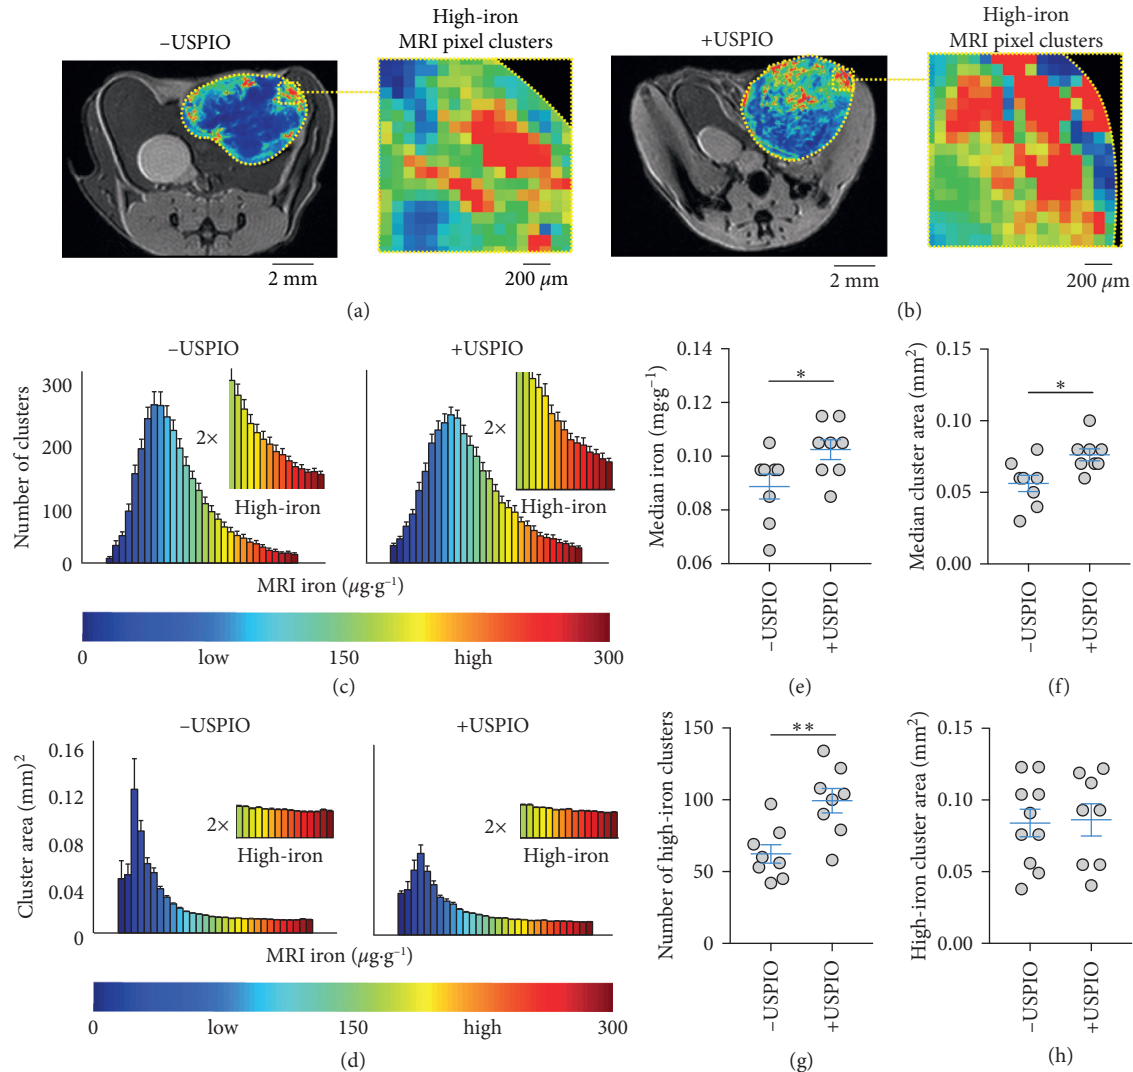 –USPIO
High-iron
MRI pixel clusters
+USPIO
High-iron
MRI pixel clusters
2 mm
200 μm
2 mm
200 μm
(a)
(b)
–USPIO
+USPIO
Number of clusters
300
200
100
0
2×
High-iron
2×
High-iron
MRI iron (μg·g⁻¹)
0
low
150
high
300
(c)
Median iron (mg·g⁻¹)
0.14
0.12
0.10
0.08
0.06
*
–USPIO
+USPIO
(e)
Median cluster area (mm²)
0.15
0.10
0.05
0.00
*
–USPIO
+USPIO
(f)
–USPIO
+USPIO
Cluster area (mm)²
0.16
0.12
0.08
0.04
0
2×
High-iron
2×
High-iron
MRI iron (μg·g⁻¹)
0
low
150
high
300
(d)
Number of high-iron clusters
150
100
50
0
**
–USPIO
+USPIO
(g)
High-iron cluster area (mm²)
0.15
0.10
0.05
0.00
–USPIO
+USPIO
(h)